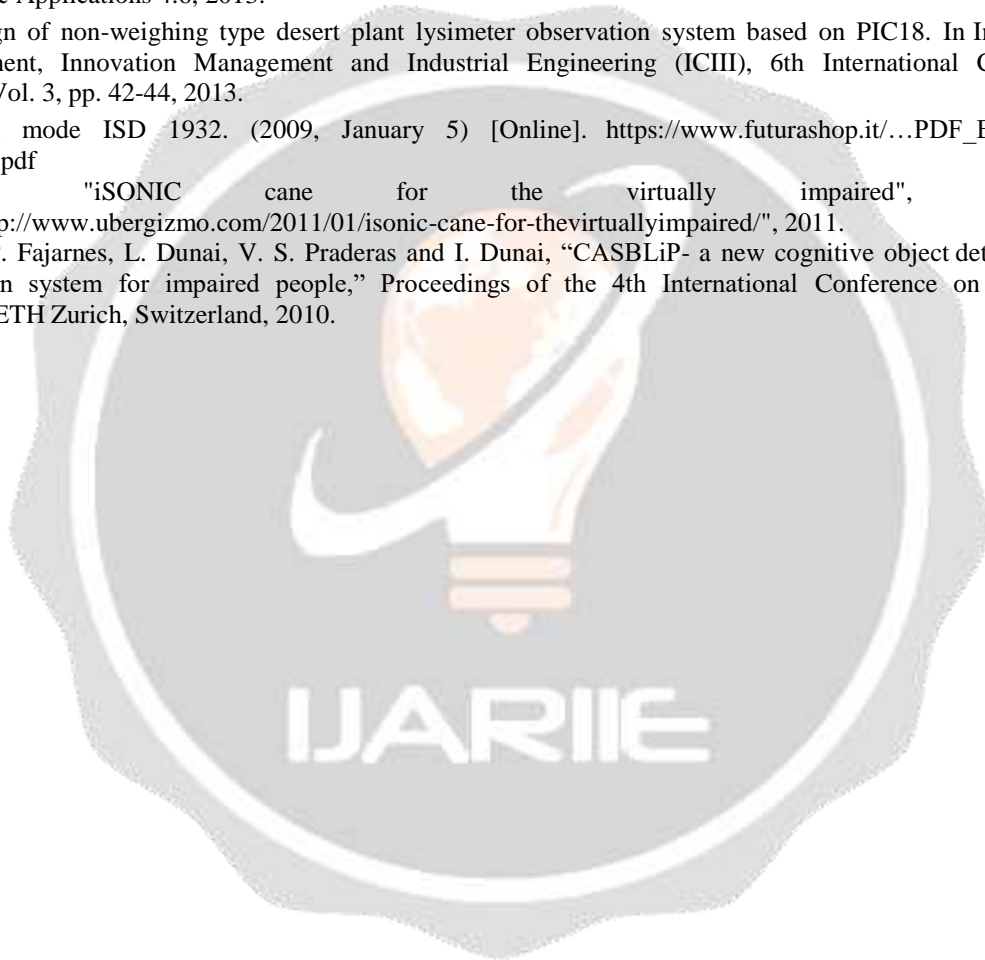 e Applications 4.8, 2013.
gn of non-weighing type desert plant lysimeter observation system based on PIC18. In In
nent, Innovation Management and Industrial Engineering (ICIII), 6th International C
Vol. 3, pp. 42-44, 2013.
mode ISD 1932. (2009, January 5) [Online]. https://www.futurashop.it/…PDF_E
pdf
"iSONIC cane for the virtually impaired",
p://www.ubergizmo.com/2011/01/isonic-cane-for-thevirtuallyimpaired/", 2011.
. Fajarnes, L. Dunai, V. S. Praderas and I. Dunai, “CASBLiP- a new cognitive object det
n system for impaired people,” Proceedings of the 4th International Conference on
ETH Zurich, Switzerland, 2010.
IJARIIE